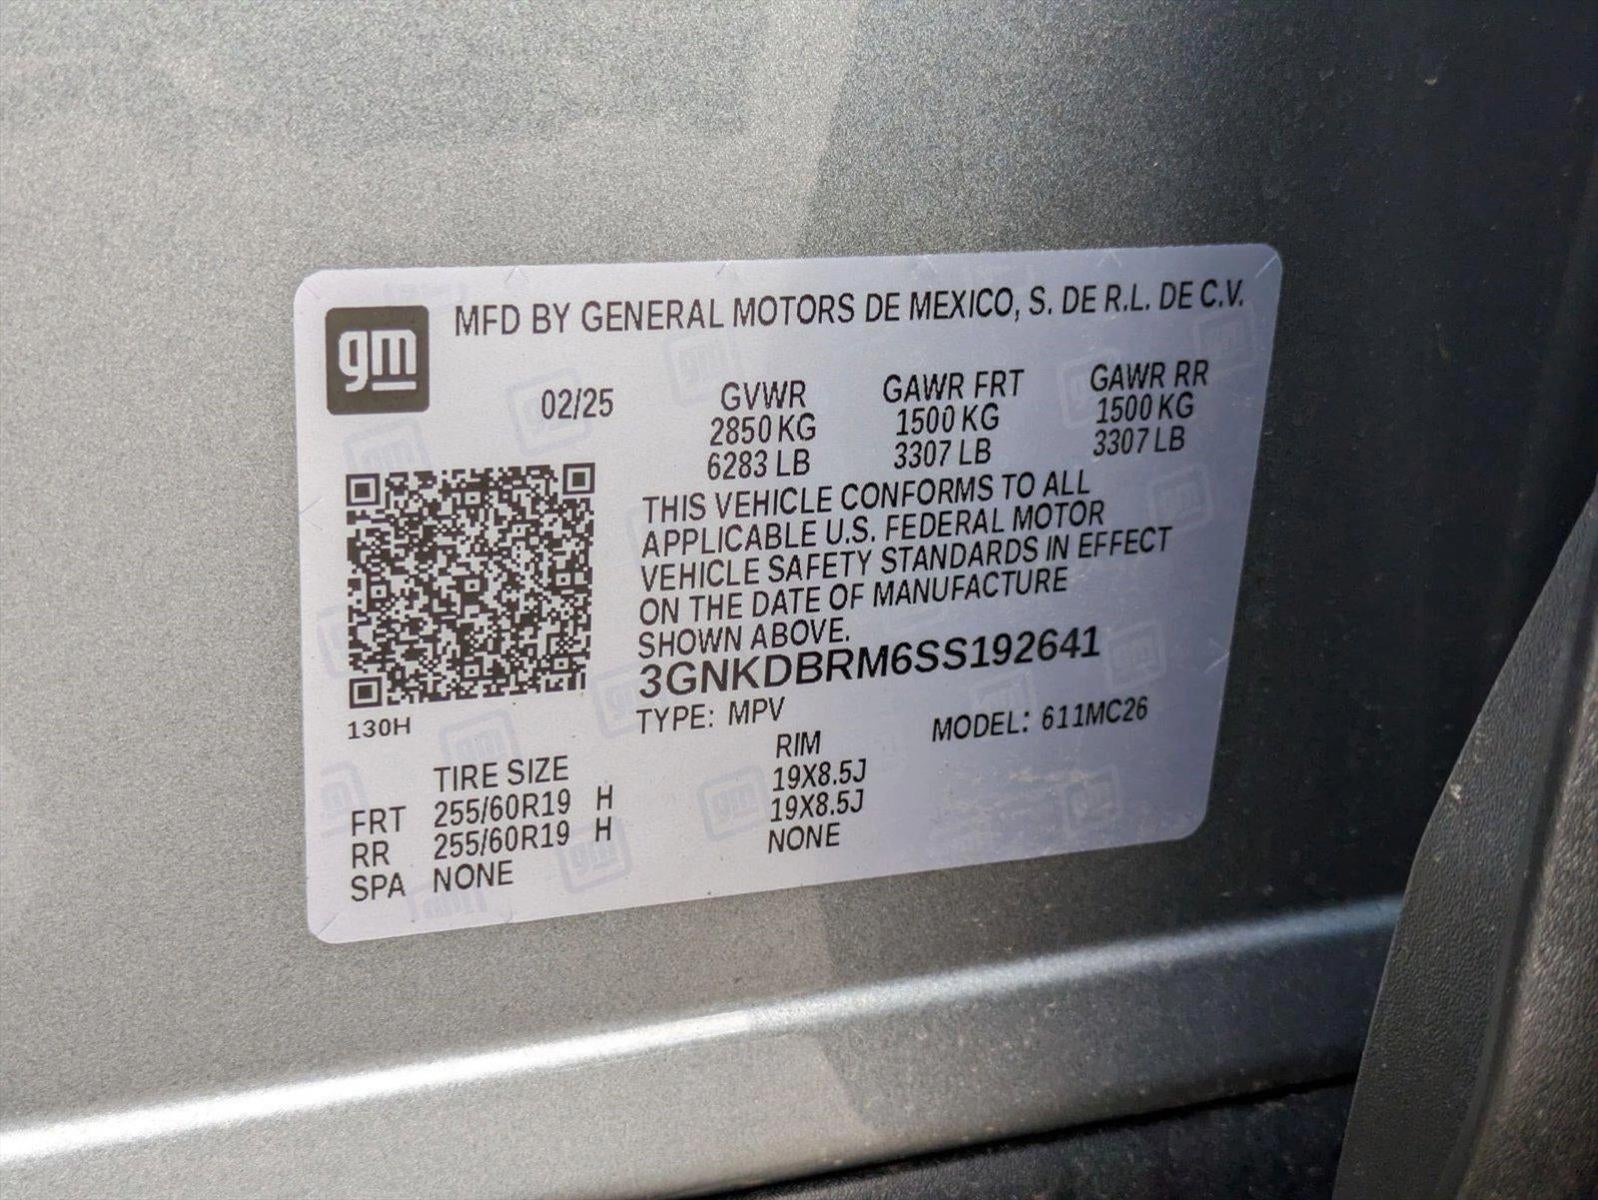 gm
MFD BY GENERAL MOTORS DE MEXICO, S. DE R.L. DE C.V.
02/25 GVWR GAWR FRT GAWR RR
2850 KG 1500 KG 1500 KG
6283 LB 3307 LB 3307 LB
THIS VEHICLE CONFORMS TO ALL
APPLICABLE U.S. FEDERAL MOTOR
VEHICLE SAFETY STANDARDS IN EFFECT
ON THE DATE OF MANUFACTURE
SHOWN ABOVE.
3GNKDBRM6SS192641
130H
TYPE: MPV MODEL: 611MC26
TIRE SIZE RIM
FRT 255/60R19 H 19X8.5J
RR 255/60R19 H 19X8.5J
SPA NONE NONE